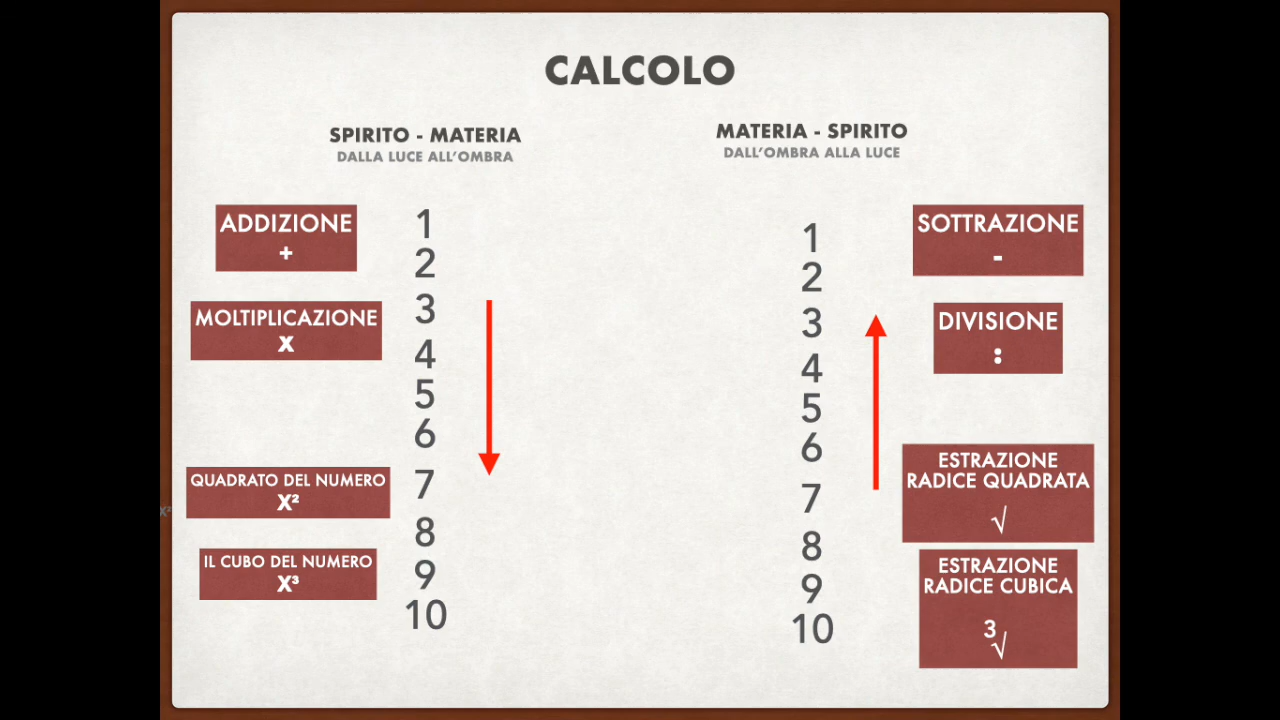 CALCOLO
SPIRITO - MATERIA
DALLA LUCE ALL'OMBRA
ADDIZIONE
+
MOLTIPLICAZIONE
X
QUADRATO DEL NUMERO
X²
IL CUBO DEL NUMERO
X³
1
2
3
4
5
6
7
8
9
10
MATERIA - SPIRITO
DALL'OMBRA ALLA LUCE
1
2
3
4
5
6
7
8
9
10
SOTTRAZIONE
-
DIVISIONE
:
ESTRAZIONE
RADICE QUADRATA
√
ESTRAZIONE
RADICE CUBICA
3
√
X²